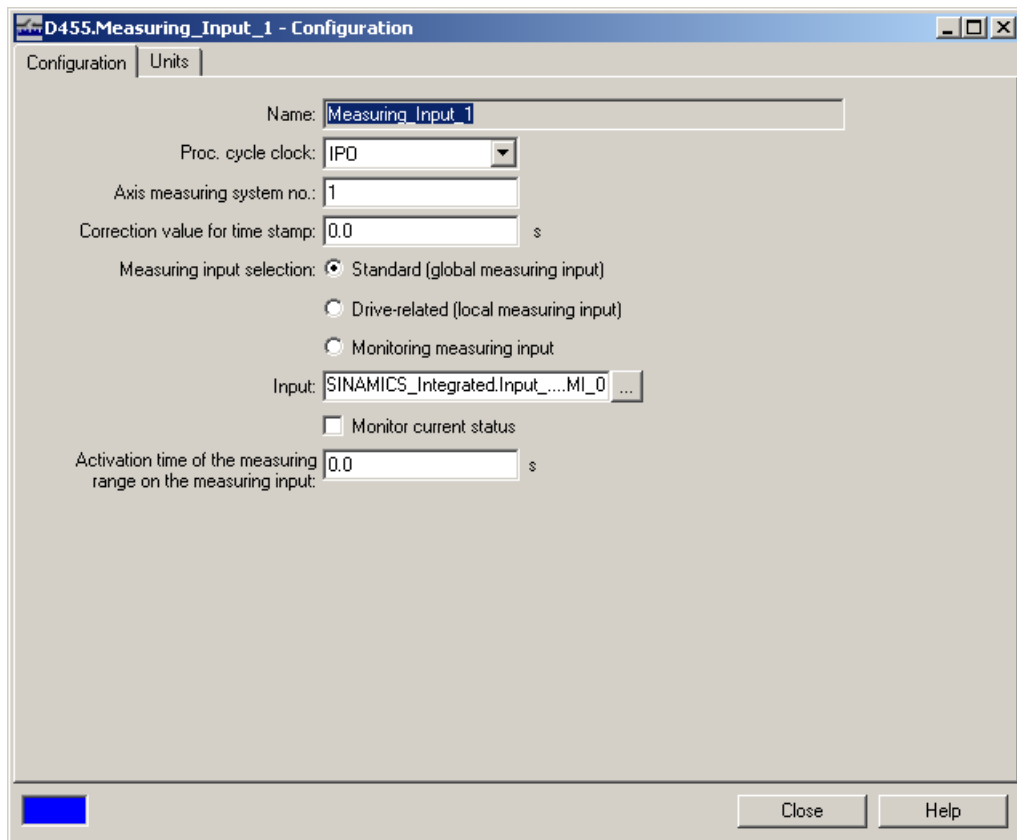 D455.Measuring_Input_1 - Configuration
Configuration Units
Name: Measuring_Input_1
Proc. cycle clock: IPO
Axis measuring system no.: 1
Correction value for time stamp: 0.0 s
Measuring input selection: Standard (global measuring input)
Drive-related (local measuring input)
Monitoring measuring input
Input: SINAMICS_Integrated.Input_....MI_0 ...
Monitor current status
Activation time of the measuring
range on the measuring input: 0.0 s
Close Help